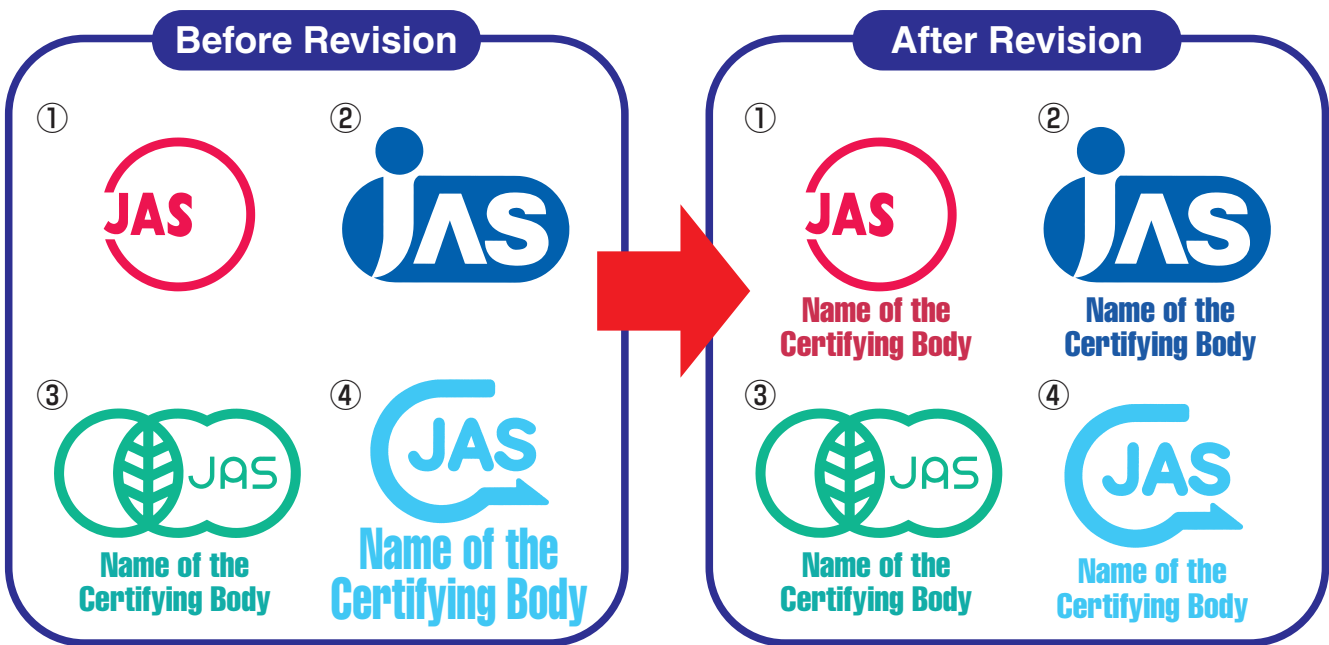 Before Revision
①
JAS
②
jAS
③
JAS
Name of the
Certifying Body
④
JAS
Name of the
Certifying Body
After Revision
①
JAS
Name of the
Certifying Body
②
jAS
Name of the
Certifying Body
③
JAS
Name of the
Certifying Body
④
JAS
Name of the
Certifying Body